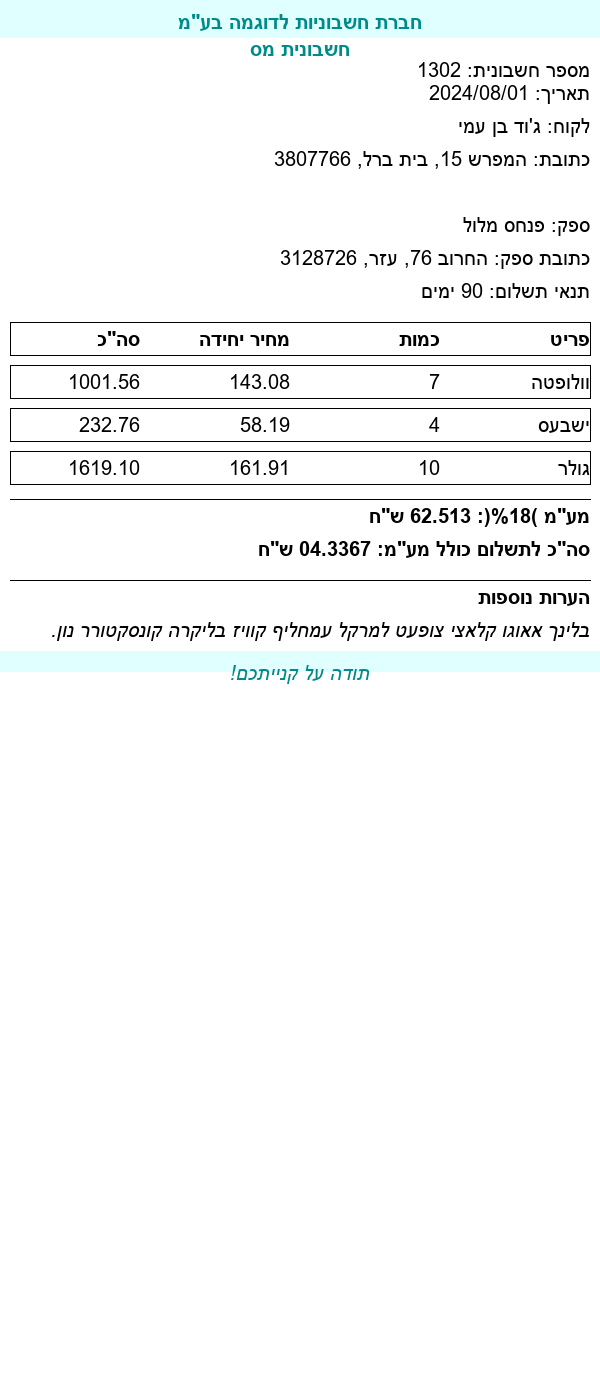 חברת חשבוניות לדוגמה בע"מ
חשבונית מס
מספר חשבונית: 1302
תאריך: 2024/08/01
לקוח: ג'וד בן עמי
כתובת: המפרש 15, בית ברל, 3807766
ספק: פנחס מלול
כתובת ספק: החרוב 76, עזר, 3128726
תנאי תשלום: 90 ימים
פריט כמות מחיר יחידה סה"כ
וולופטה 7 143.08 1001.56
ישבעס 4 58.19 232.76
גולר 10 161.91 1619.10
מע"מ )18%(: 62.513 ש"ח
סה"כ לתשלום כולל מע"מ: 04.3367 ש"ח
הערות נוספות
בלינך אאוגו קלאצי צופעט למרקל עמחליף קוויז בליקרה קונסקטורר נון.
תודה על קנייתכם!